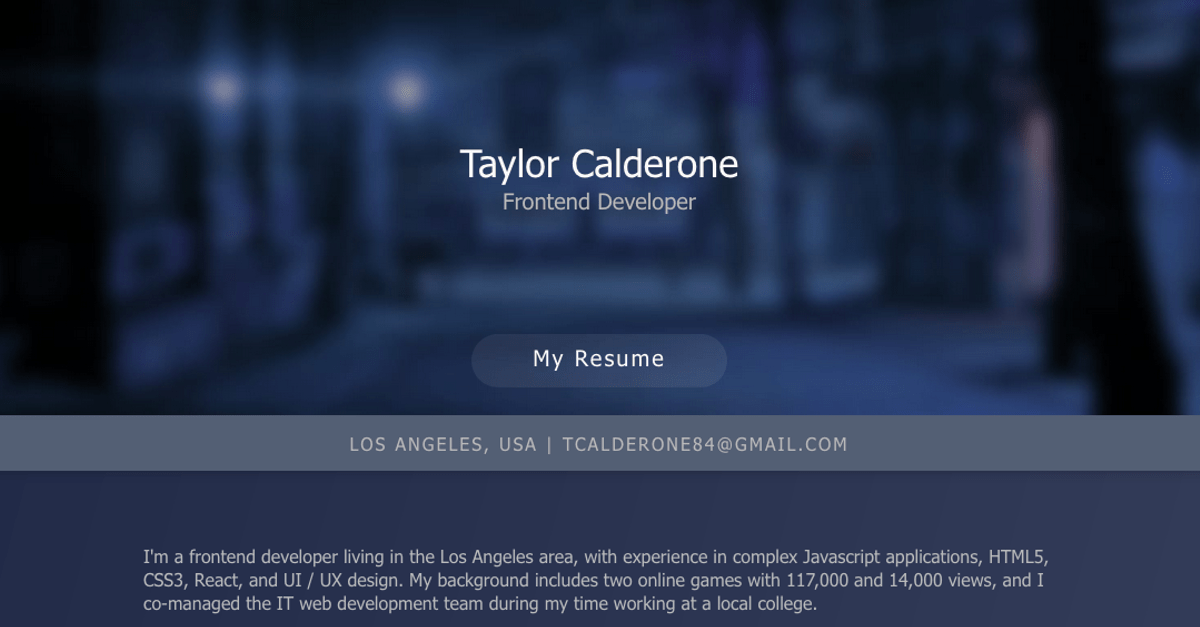 Taylor Calderone
Frontend Developer
My Resume
LOS ANGELES, USA | TCALDERONE84@GMAIL.COM
I'm a frontend developer living in the Los Angeles area, with experience in complex Javascript applications, HTML5,
CSS3, React, and UI / UX design. My background includes two online games with 117,000 and 14,000 views, and I
co-managed the IT web development team during my time working at a local college.